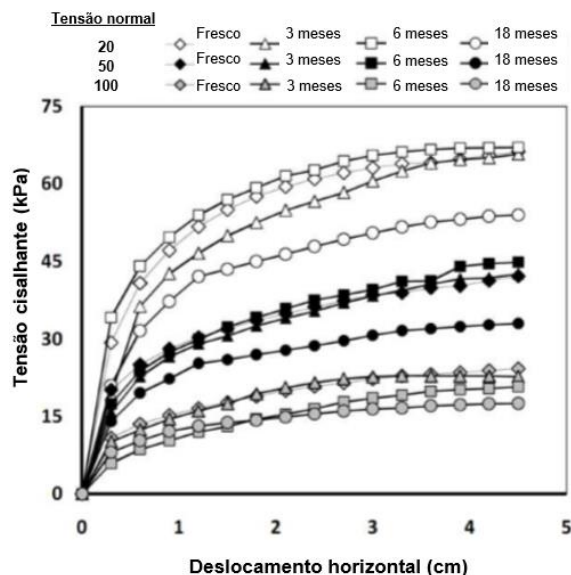 Tensão normal
20 Fresco 3 meses 6 meses 18 meses
50 Fresco 3 meses 6 meses 18 meses
100 Fresco 3 meses 6 meses 18 meses
75
60
45
30
15
0
Tensão cisalhante (kPa)
0 1 2 3 4 5
Deslocamento horizontal (cm)